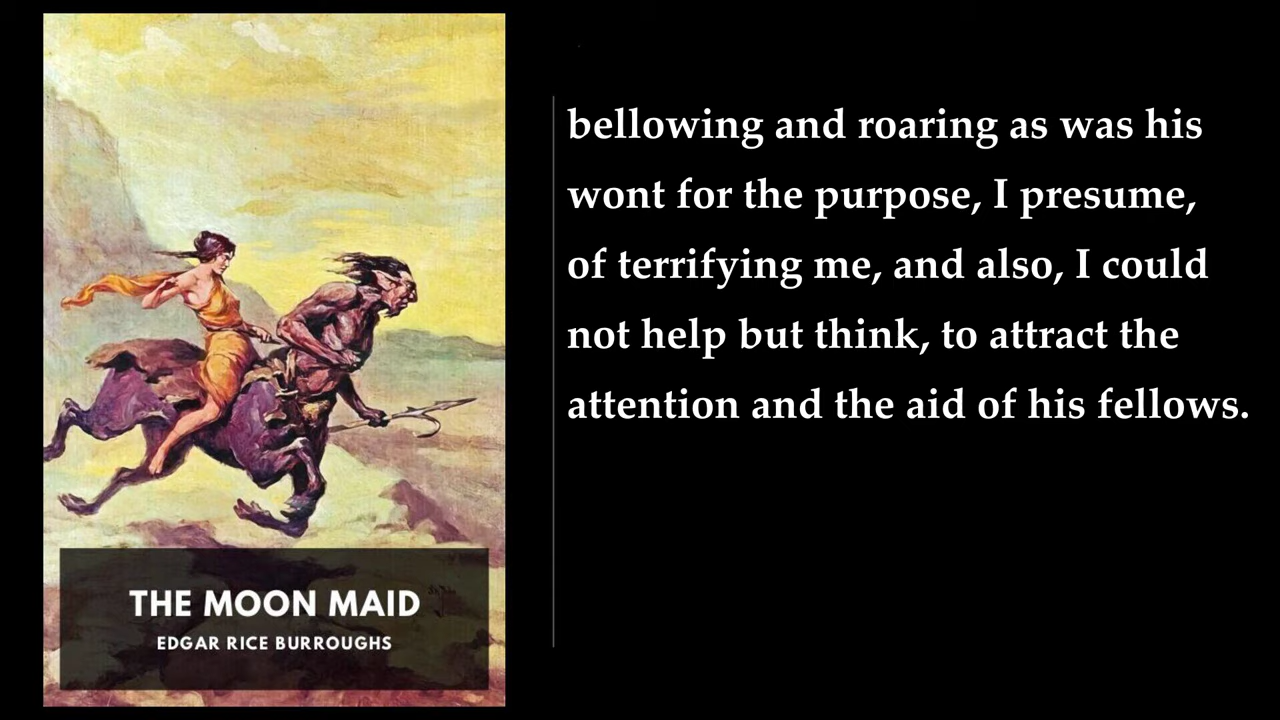 bellowing and roaring as was his
wont for the purpose, I presume,
of terrifying me, and also, I could
not help but think, to attract the
attention and the aid of his fellows.
THE MOON MAID
EDGAR RICE BURROUGHS